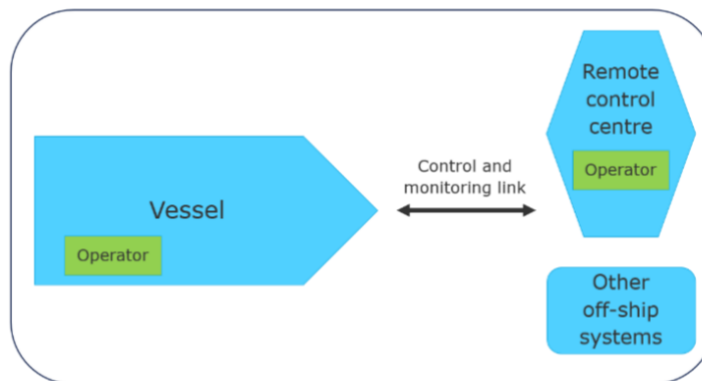 Vessel
Operator
Control and
monitoring link
Remote
control
centre
Operator
Other
off-ship
systems